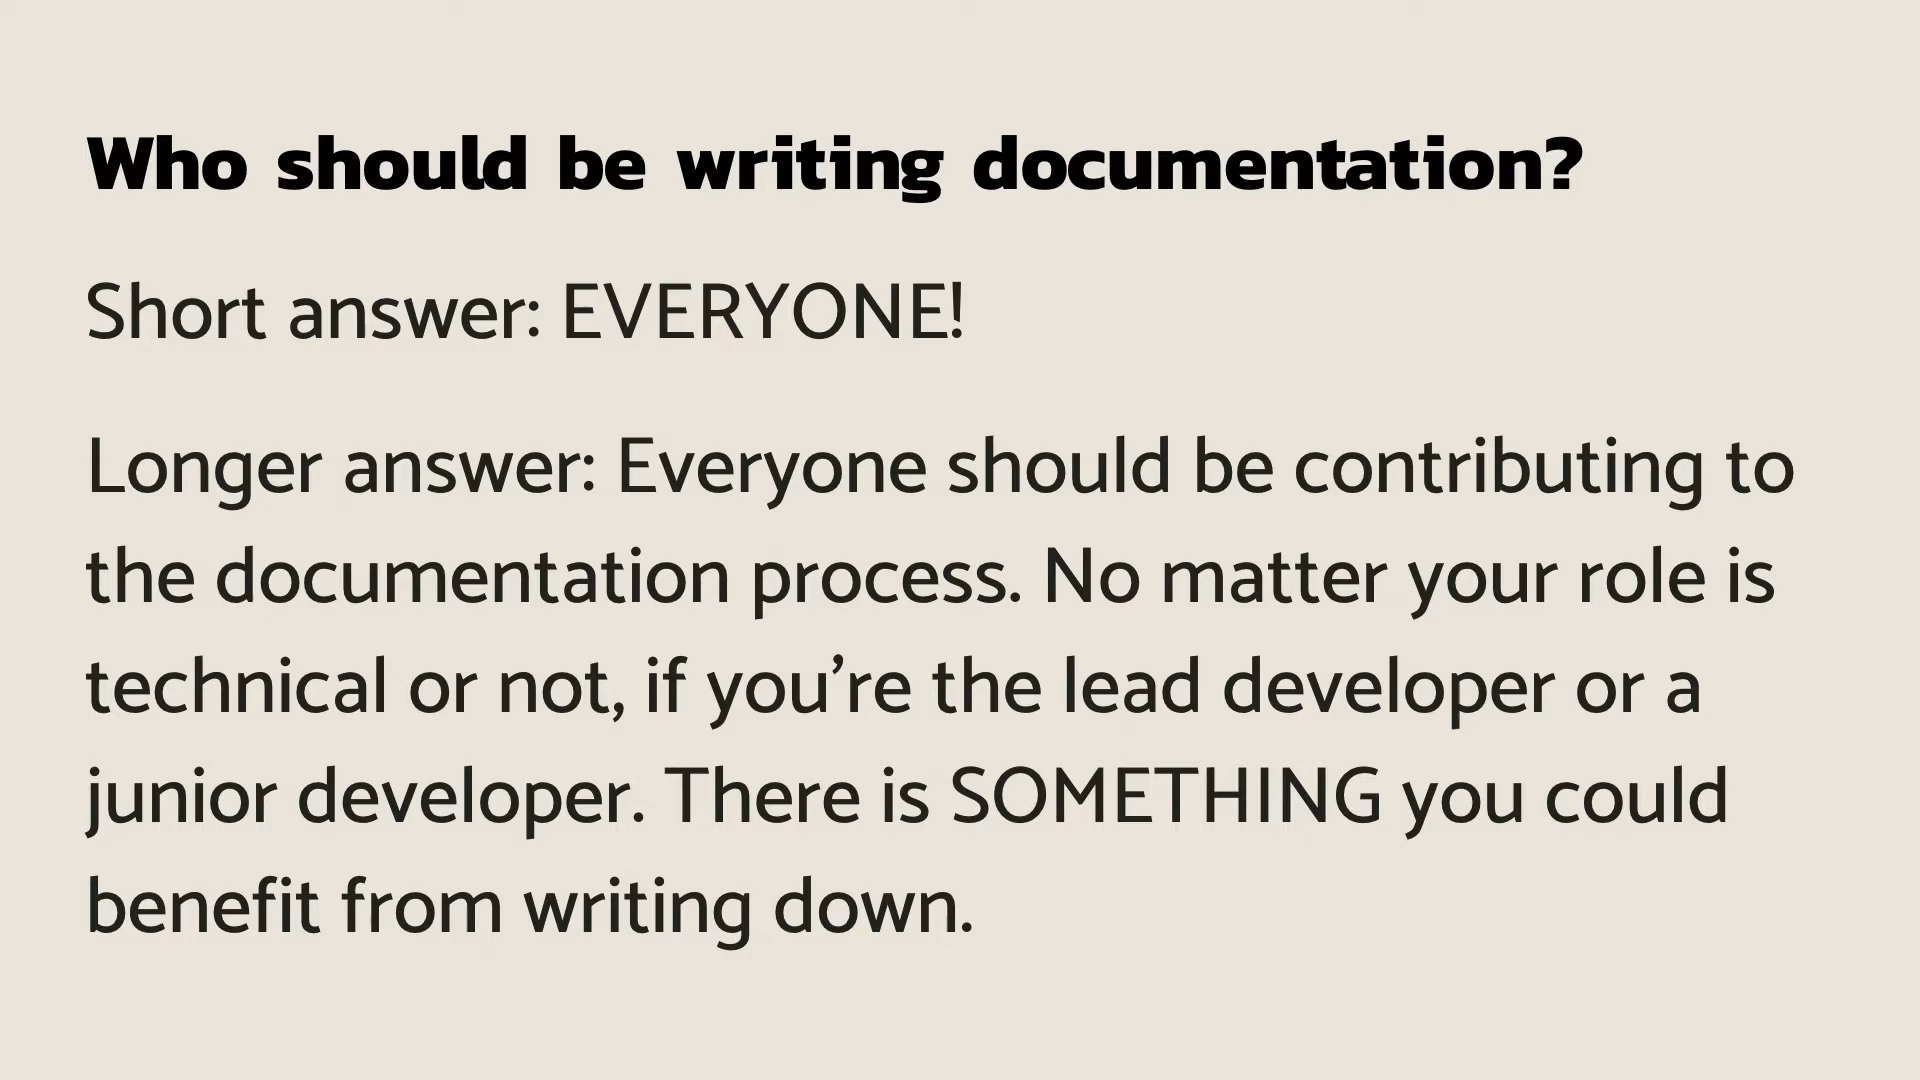 Who should be writing documentation?
Short answer: EVERYONE!
Longer answer: Everyone should be contributing to
the documentation process. No matter your role is
technical or not, if you’re the lead developer or a
junior developer. There is SOMETHING you could
benefit from writing down.